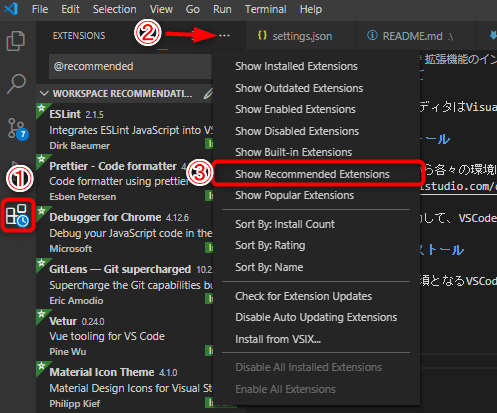 File Edit Selection View Go Run Terminal Help
EXTENSIONS
② ...
settings.json
README.md .\
@recommended
WORKSPACE RECOMMENDATI...
ESLint 2.1.5
Integrates ESLint JavaScript into VS
Dirk Baeumer
Prettier - Code formatter 4.
Code formatter using prettier
Esben Petersen
①
Debugger for Chrome 4.12.6
Debug your JavaScript code in the
Microsoft
GitLens — Git supercharged 10.2.
Supercharge the Git capabilities bu
Eric Amodio
Vetur 0.24.0
Vue tooling for VS Code
Pine Wu
Material Icon Theme 4.1.0
Material Design Icons for Visual St
Philipp Kief
7
Show Installed Extensions
Show Outdated Extensions
Show Enabled Extensions
Show Disabled Extensions
Show Built-in Extensions
③ Show Recommended Extensions
Show Popular Extensions
Sort By: Install Count
Sort By: Rating
Sort By: Name
Check for Extension Updates
Disable Auto Updating Extensions
Install from VSIX...
Disable All Installed Extensions
Enable All Extensions
拡張機能のイン
ディタはVisua
トール
ら各々の環境
istudio.com/
動して、VSCode
ストール
須となるVSCod